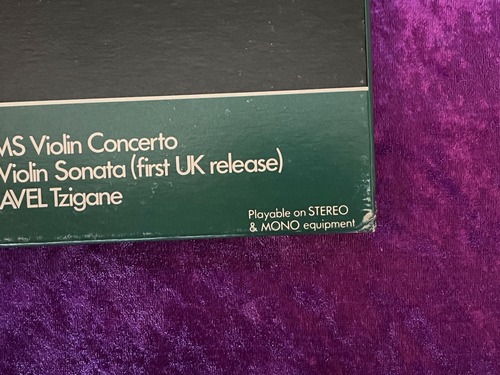 MS Violin Concerto
Violin Sonata (first UK release)
AVEL Tzigane
Playable on STEREO
& MONO equipment